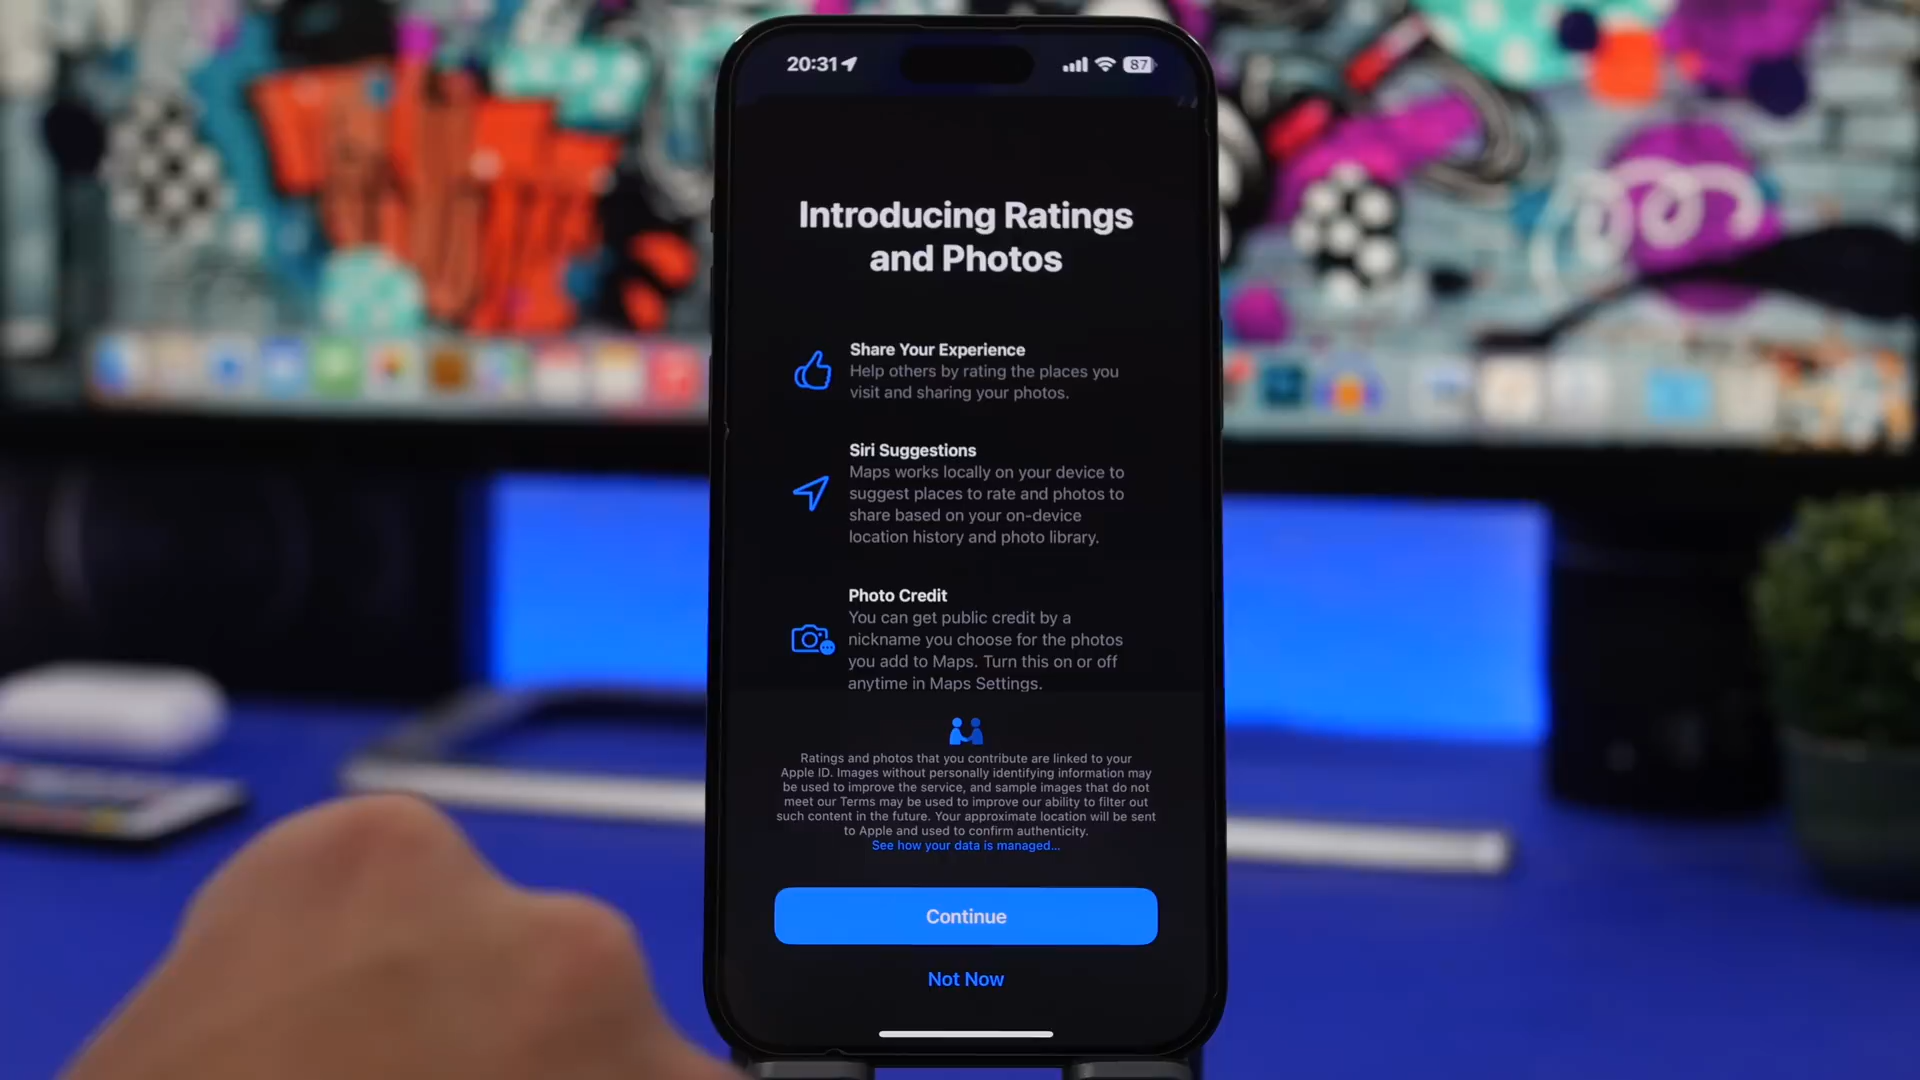 20:31
87
Introducing Ratings
and Photos
Share Your Experience
Help others by rating the places you
visit and sharing your photos.
Siri Suggestions
Maps works locally on your device to
suggest places to rate and photos to
share based on your on-device
location history and photo library.
Photo Credit
You can get public credit by a
nickname you choose for the photos
you add to Maps. Turn this on or off
anytime in Maps Settings.
Ratings and photos that you contribute are linked to your
Apple ID. Images without personally identifying information may
be used to improve the service, and sample images that do not
meet our Terms may be used to improve our ability to filter out
such content in the future. Your approximate location will be sent
to Apple and used to confirm authenticity.
See how your data is managed...
Continue
Not Now